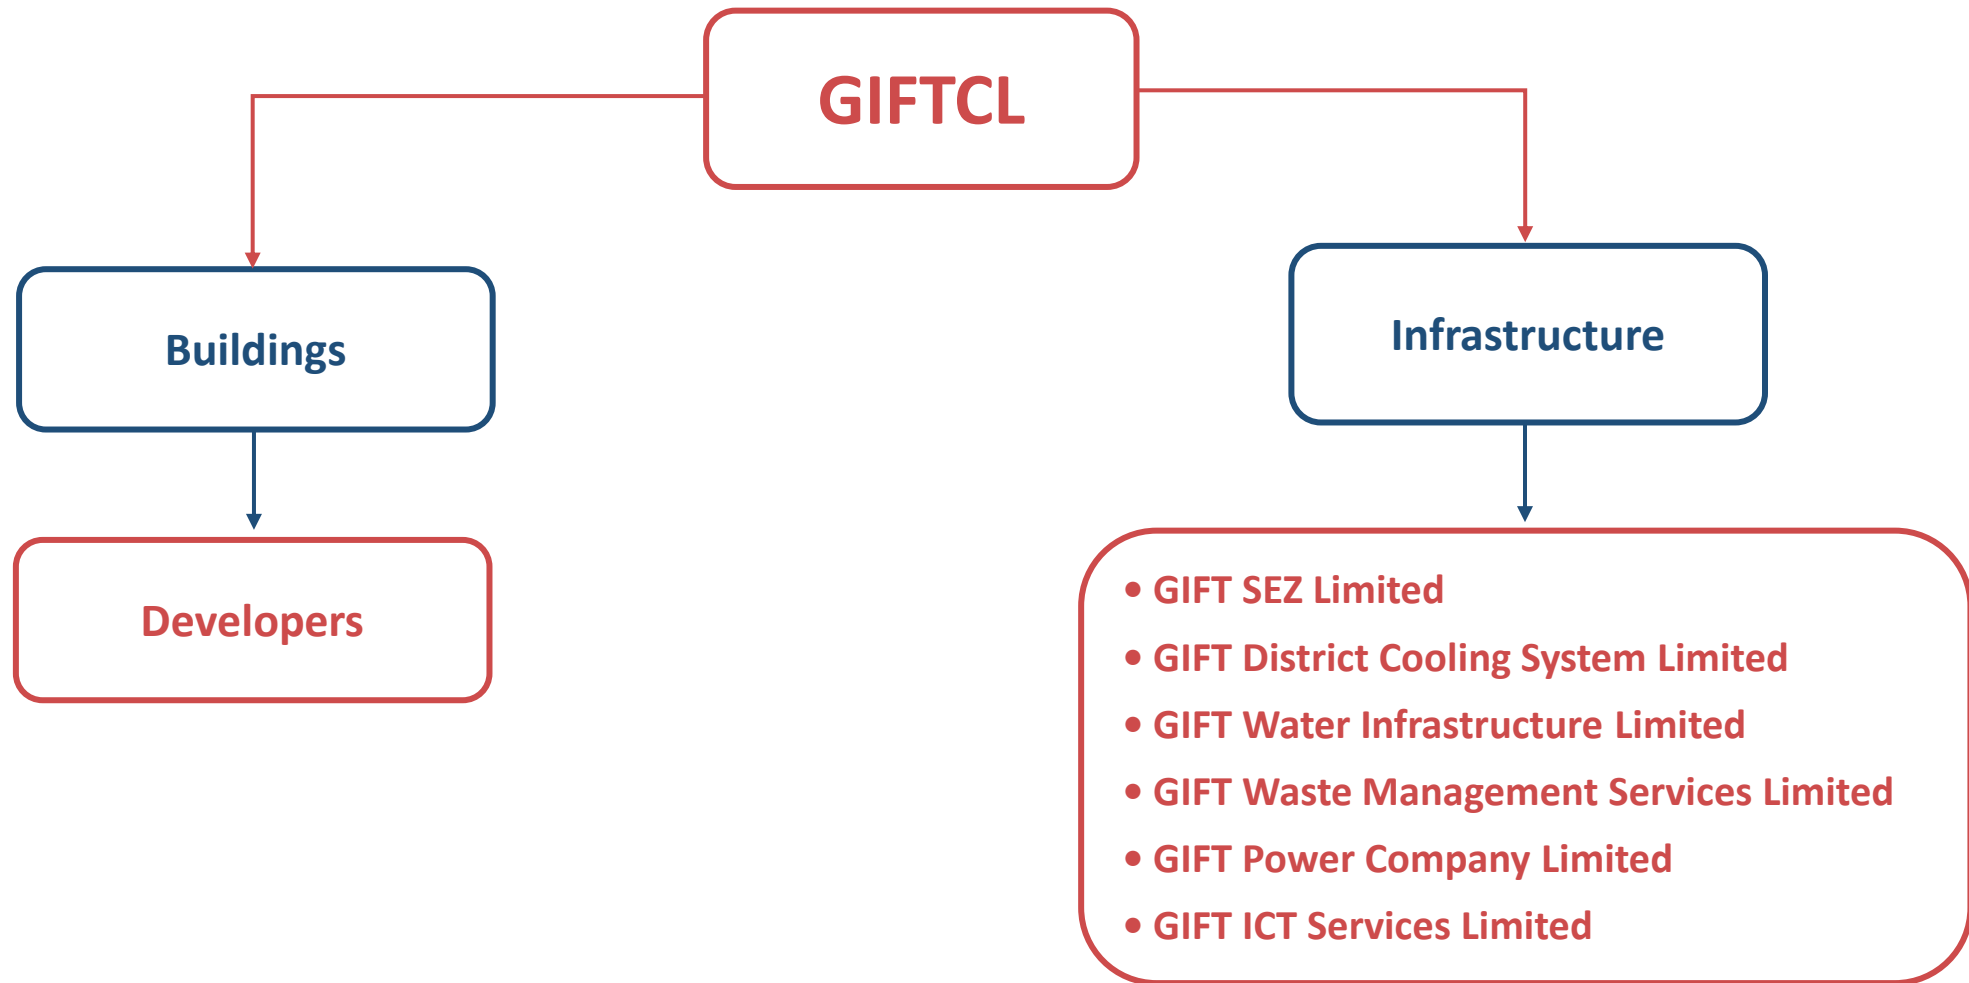 GIFTCL
Buildings
Infrastructure
Developers
• GIFT SEZ Limited
• GIFT District Cooling System Limited
• GIFT Water Infrastructure Limited
• GIFT Waste Management Services Limited
• GIFT Power Company Limited
• GIFT ICT Services Limited